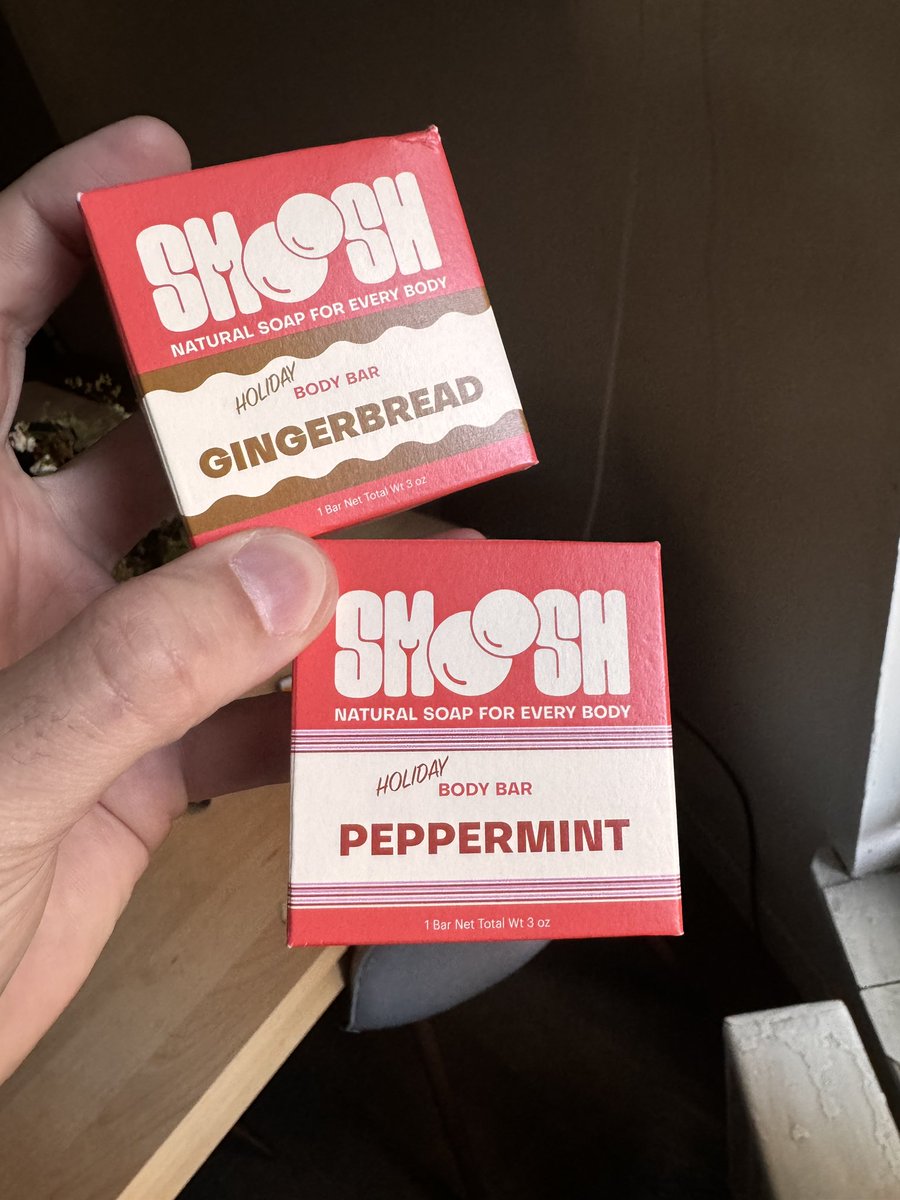 SMOOSH
NATURAL SOAP FOR EVERY BODY
HOLIDAY BODY BAR
GINGERBREAD
1 Bar Net Total Wt 3 oz
SMOOSH
NATURAL SOAP FOR EVERY BODY
HOLIDAY BODY BAR
PEPPERMINT
1 Bar Net Total Wt 3 oz